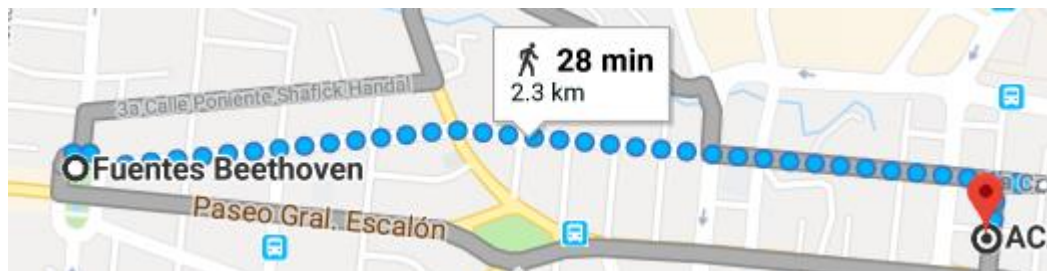 28 min
2.3 km
3a Calle Poniente Shafick Handal
Fuentes Beethoven
Paseo Gral. Escalón
AC